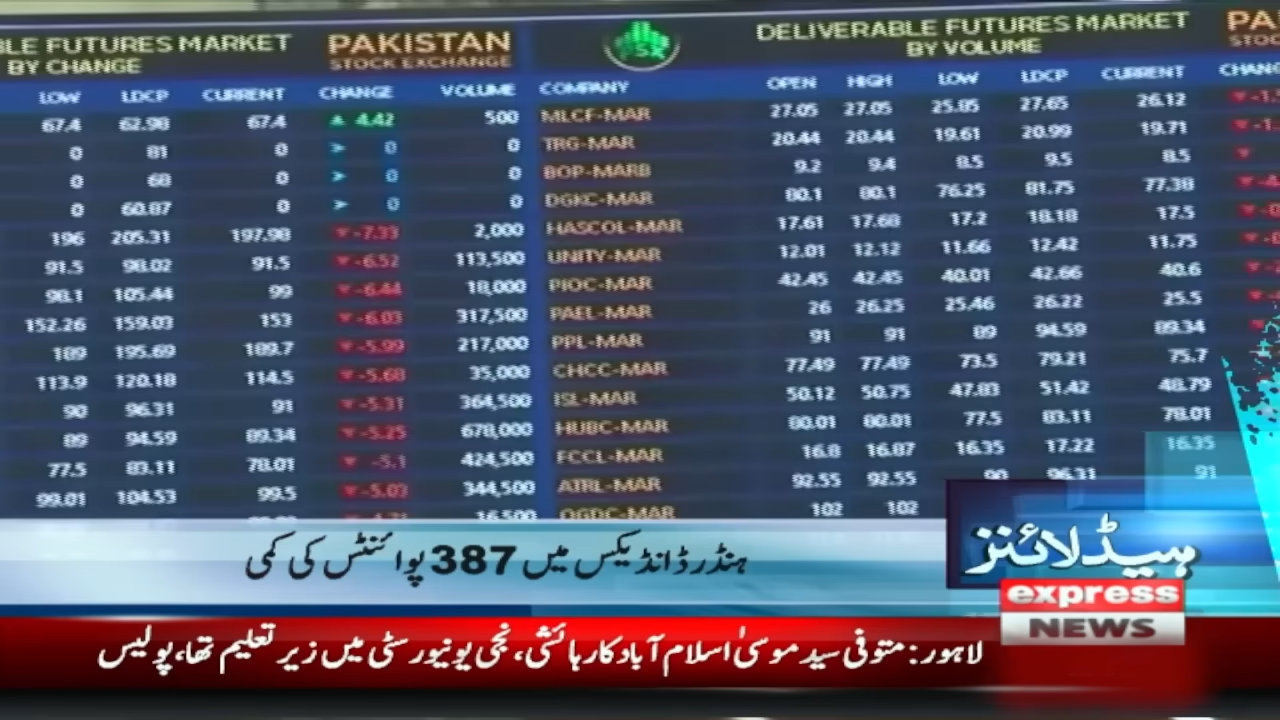 LE FUTURES MARKET BY CHANGE
PAKISTAN STOCK EXCHANGE
PSX
DELIVERABLE FUTURES MARKET BY VOLUME
PA
STOC
LOW LDCP CURRENT CHANGE VOLUME COMPANY OPEN HIGH LOW LDCP CURRENT CHANG
67.4 62.98 67.4 4.42 500 MLCF-MAR 27.05 27.05 25.85 27.65 26.12
0 81 0 0 0 TRG-MAR 20.44 20.44 19.61 20.99 19.71
0 68 0 0 0 BOP-MARB 9.2 9.4 8.5 9.5 8.5
0 60.87 0 0 0 DGKC-MAR 80.1 80.1 76.25 81.75 77.38
196 205.31 197.98 -7.33 2,000 HASCOL-MAR 17.61 17.68 17.2 18.18 17.5
91.5 98.02 91.5 -6.52 113,500 UNITY-MAR 12.01 12.12 11.66 12.42 11.75
98.1 105.44 99 -6.44 18,000 PIOC-MAR 42.45 42.45 40.01 42.66 40.6
152.26 159.03 153 -6.03 317,500 PAEL-MAR 26 26.25 25.46 26.22 25.5
189 195.69 189.7 -5.99 217,000 PPL-MAR 91 91 89 94.59 89.34
113.9 120.18 114.5 -5.68 35,000 CHCC-MAR 77.49 77.49 73.5 79.21 75.7
90 96.31 91 -5.31 364,500 ISL-MAR 50.12 50.75 47.83 51.42 48.79
89 94.59 89.34 -5.25 678,000 HUBC-MAR 80.01 80.01 77.5 83.11 78.01
77.5 83.11 78.01 -5.1 424,500 FCCL-MAR 16.8 16.87 16.35 17.22 16.35
99.01 104.53 99.5 -5.03 344,500 ATRL-MAR 92.55 92.55 90 96.31 91
16,500 OGDC-MAR 102 102
ہنڈرڈ انڈیکس میں 387 پوائنٹس کی کمی
ہیڈلائنز
express
NEWS
لاہور: متوفی سید موسیٰ اسلام آباد کا رہائشی، نجی یونیورسٹی میں زیر تعلیم تھا، پولیس